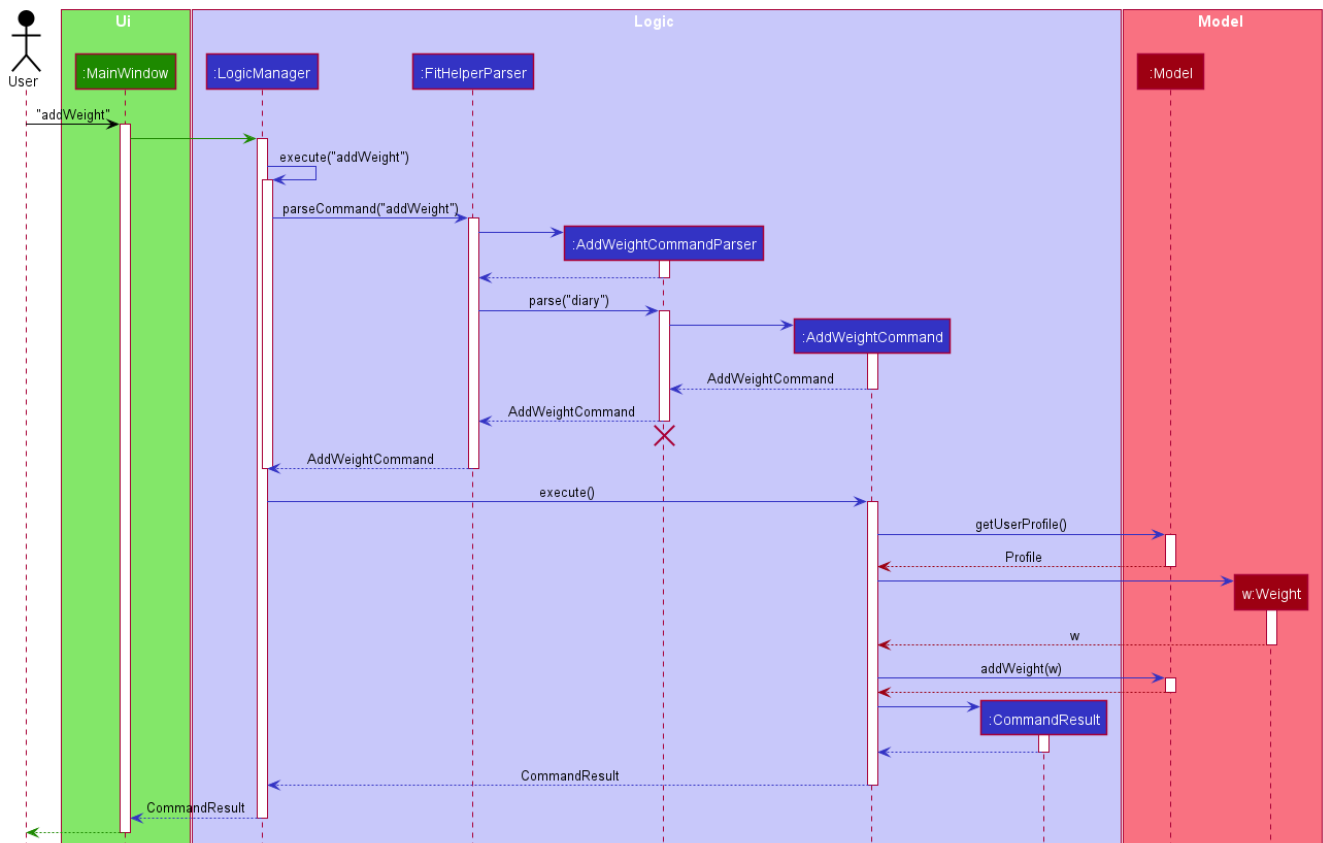 Ui
Logic
Model
User
:MainWindow
:LogicManager
:FitHelperParser
:Model
"addWeight"
execute("addWeight")
parseCommand("addWeight")
:AddWeightCommandParser
parse("diary")
:AddWeightCommand
AddWeightCommand
AddWeightCommand
AddWeightCommand
execute()
getUserProfile()
Profile
w:Weight
w
addWeight(w)
:CommandResult
CommandResult
CommandResult